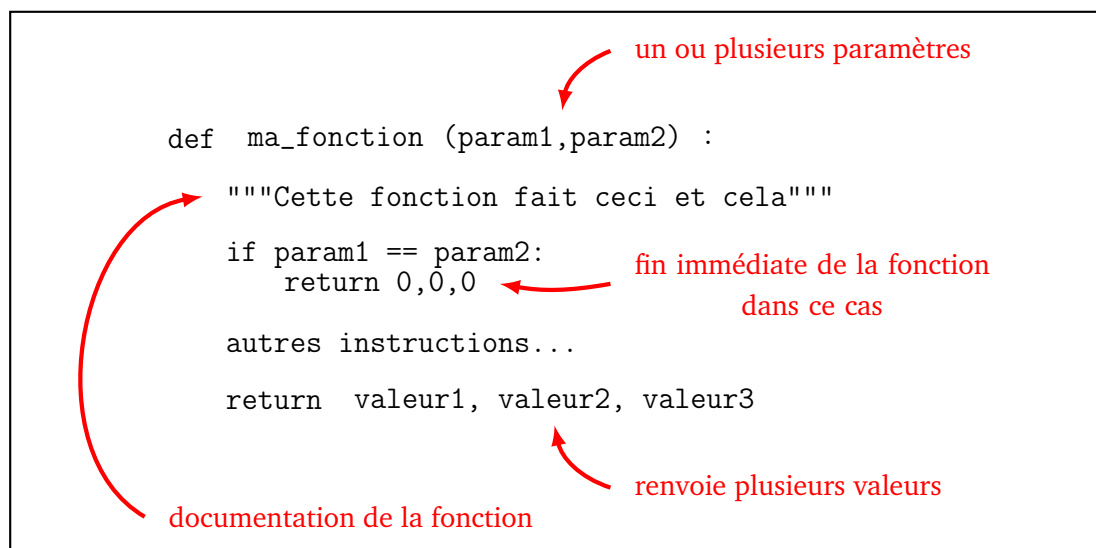 un ou plusieurs paramètres
def ma_fonction (param1,param2) :
"""Cette fonction fait ceci et cela"""
if param1 == param2:
return 0,0,0
fin immédiate de la fonction
dans ce cas
autres instructions...
return valeur1, valeur2, valeur3
renvoie plusieurs valeurs
documentation de la fonction